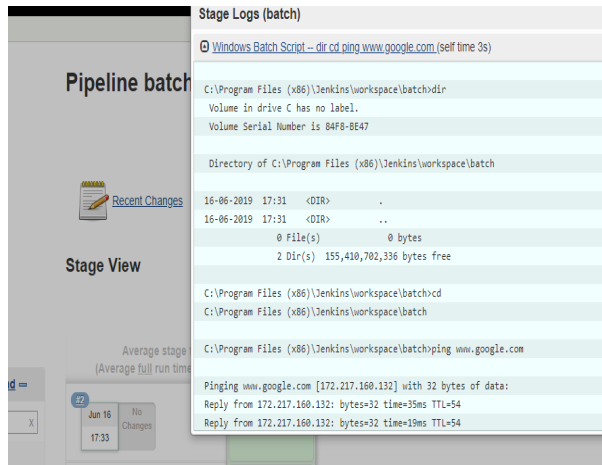 Stage Logs (batch)
Windows Batch Script -- dir cd ping www.google.com (self time 3s)
C:\Program Files (x86)\Jenkins\workspace\batch>dir
Volume in drive C has no label.
Volume Serial Number is 84F8-BE47
Directory of C:\Program Files (x86)\Jenkins\workspace\batch
16-06-2019 17:31 <DIR> .
16-06-2019 17:31 <DIR> ..
0 File(s) 0 bytes
2 Dir(s) 155,410,702,336 bytes free
C:\Program Files (x86)\Jenkins\workspace\batch>cd
C:\Program Files (x86)\Jenkins\workspace\batch
C:\Program Files (x86)\Jenkins\workspace\batch>ping www.google.com
Pinging www.google.com [172.217.160.132] with 32 bytes of data:
Reply from 172.217.160.132: bytes=32 time=35ms TTL=54
Reply from 172.217.160.132: bytes=32 time=19ms TTL=54
Pipeline batch
Recent Changes
Stage View
Average stage
(Average full run time
#2
Jun 16
17:33
No
Changes
X